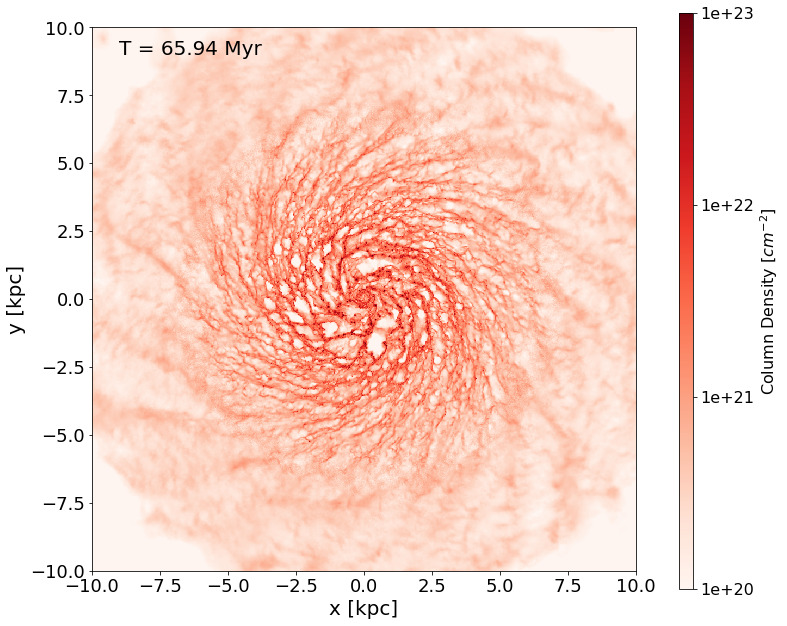 T = 65.94 Myr
10.0
7.5
5.0
2.5
0.0
−2.5
−5.0
−7.5
−10.0
y [kpc]
−10.0 −7.5 −5.0 −2.5 0.0 2.5 5.0 7.5 10.0
x [kpc]
1e+23
1e+22
1e+21
1e+20
Column Density [cm⁻²]